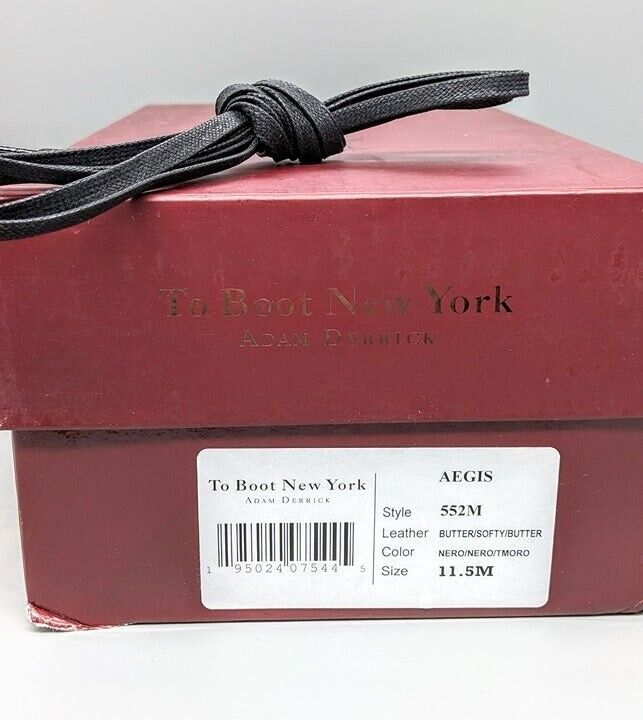 To Boot New York
ADAM DERRICK
To Boot New York
ADAM DERRICK
1 95024 07544 5
AEGIS
Style 552M
Leather BUTTER/SOFTY/BUTTER
Color NERO/NERO/TMORO
Size 11.5M